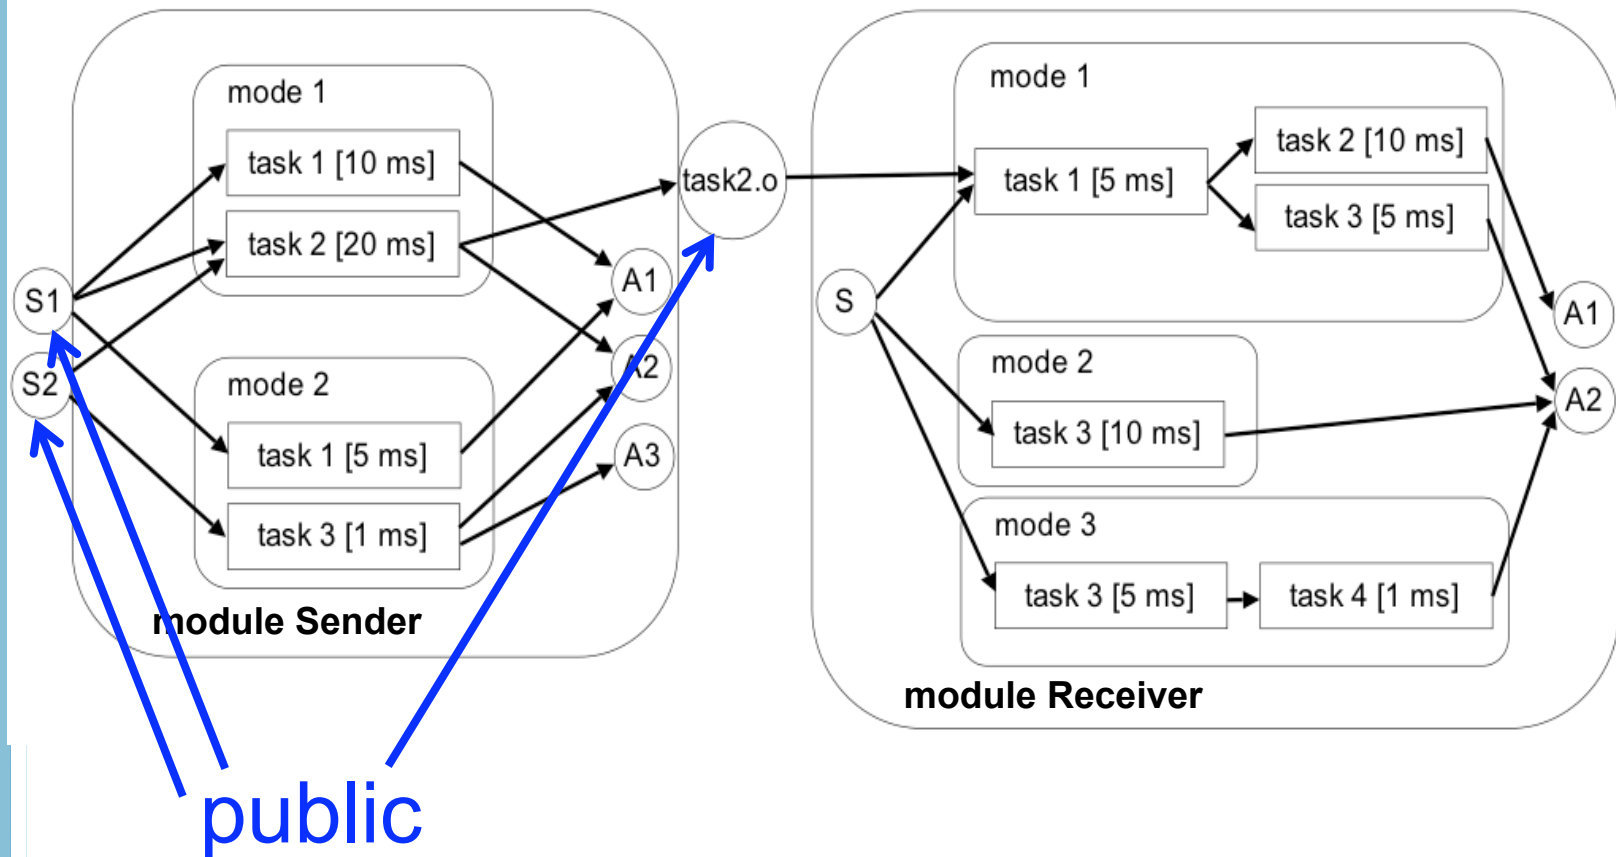 mode 1
task 1 [10 ms]
task 2 [20 ms]
S1
S2
mode 2
task 1 [5 ms]
task 3 [1 ms]
A1
A2
A3
module Sender
task2.o
mode 1
task 1 [5 ms]
task 2 [10 ms]
task 3 [5 ms]
S
mode 2
task 3 [10 ms]
mode 3
task 3 [5 ms]
task 4 [1 ms]
A1
A2
module Receiver
public